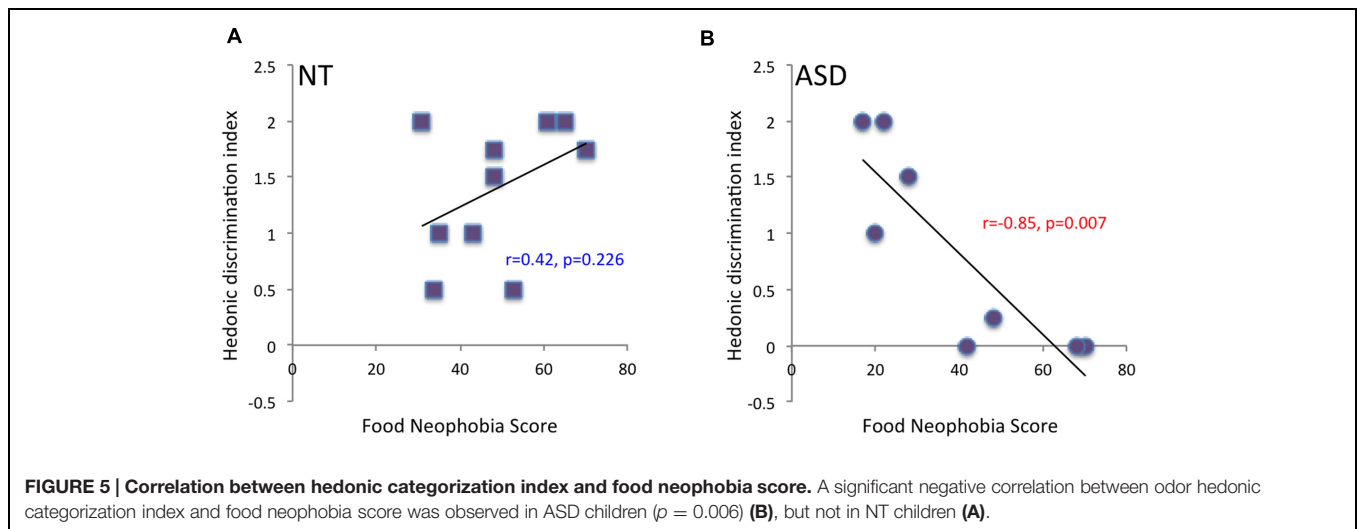 A
NT
2.5
2
1.5
1
0.5
0
-0.5
0 20 40 60 80
Hedonic discrimination index
r=0.42, p=0.226
Food Neophobia Score
B
ASD
2.5
2
1.5
1
0.5
0
-0.5
0 20 40 60 80
Hedonic discrimination index
r=-0.85, p=0.007
Food Neophobia Score
FIGURE 5 | Correlation between hedonic categorization index and food neophobia score. A significant negative correlation between odor hedonic
categorization index and food neophobia score was observed in ASD children (p = 0.006) (B), but not in NT children (A).